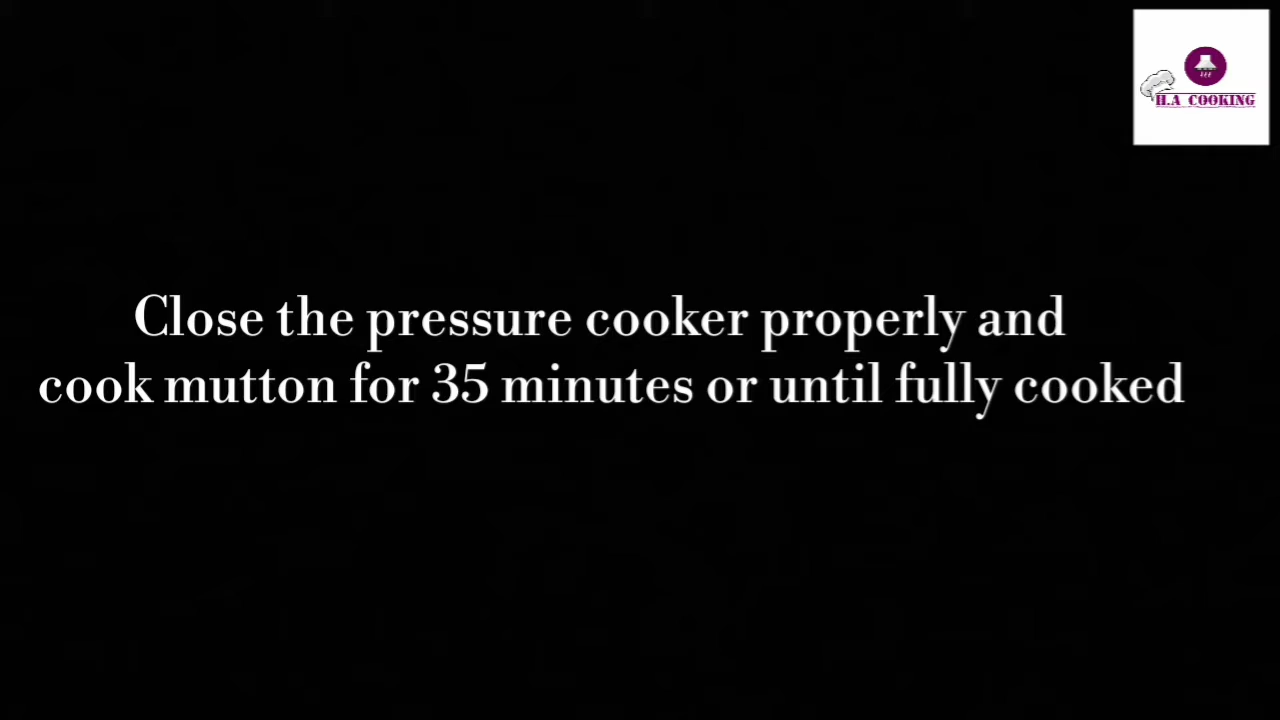 H.A COOKING
Close the pressure cooker properly and
cook mutton for 35 minutes or until fully cooked